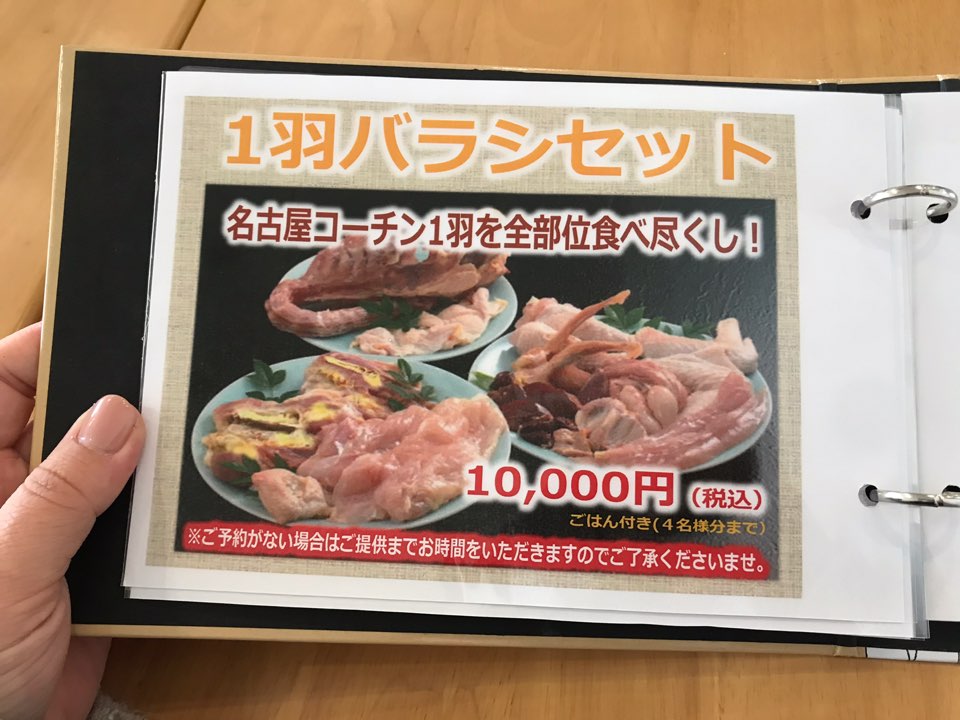 1羽バラシセット
名古屋コーチン1羽を全部位食べ尽くし！
10,000円（税込）
ごはん付き(４名様分まで)
※ご予約がない場合はご提供までお時間をいただきますのでご了承くださいませ。